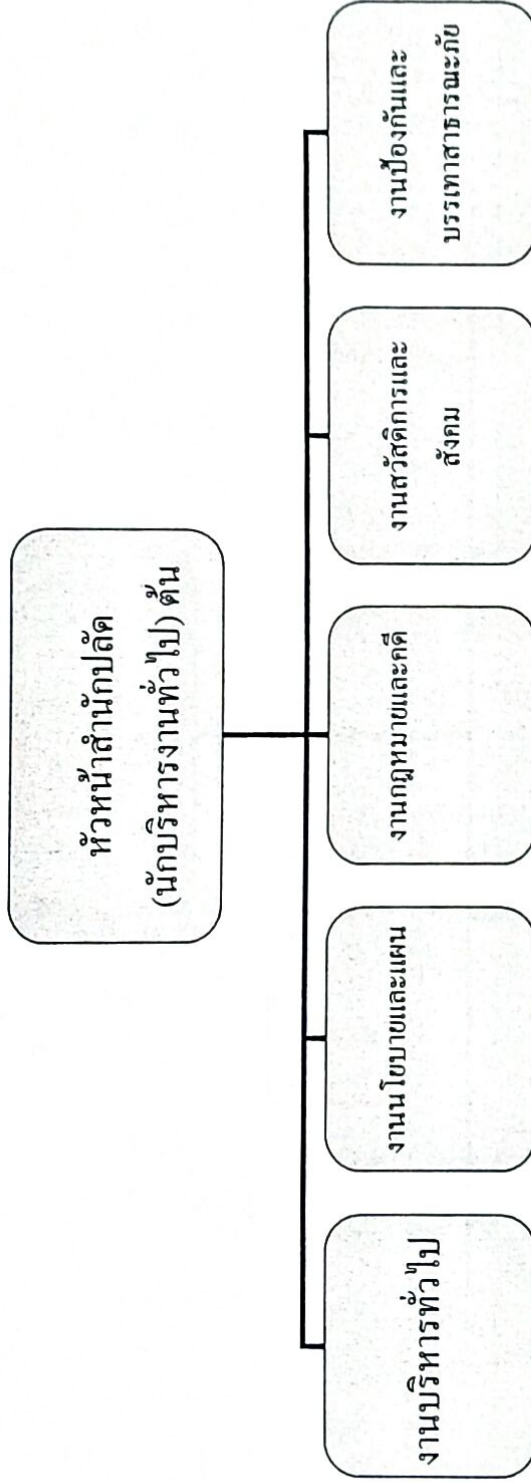 หัวหน้าสำนักปลัด
(นักบริหารงานทั่วไป) ต้น
งานบริหารทั่วไป
งานนโยบายและแผน
งานกฎหมายและคดี
งานสวัสดิการและ
สังคม
งานป้องกันและ
บรรเทาสาธารณะภัย